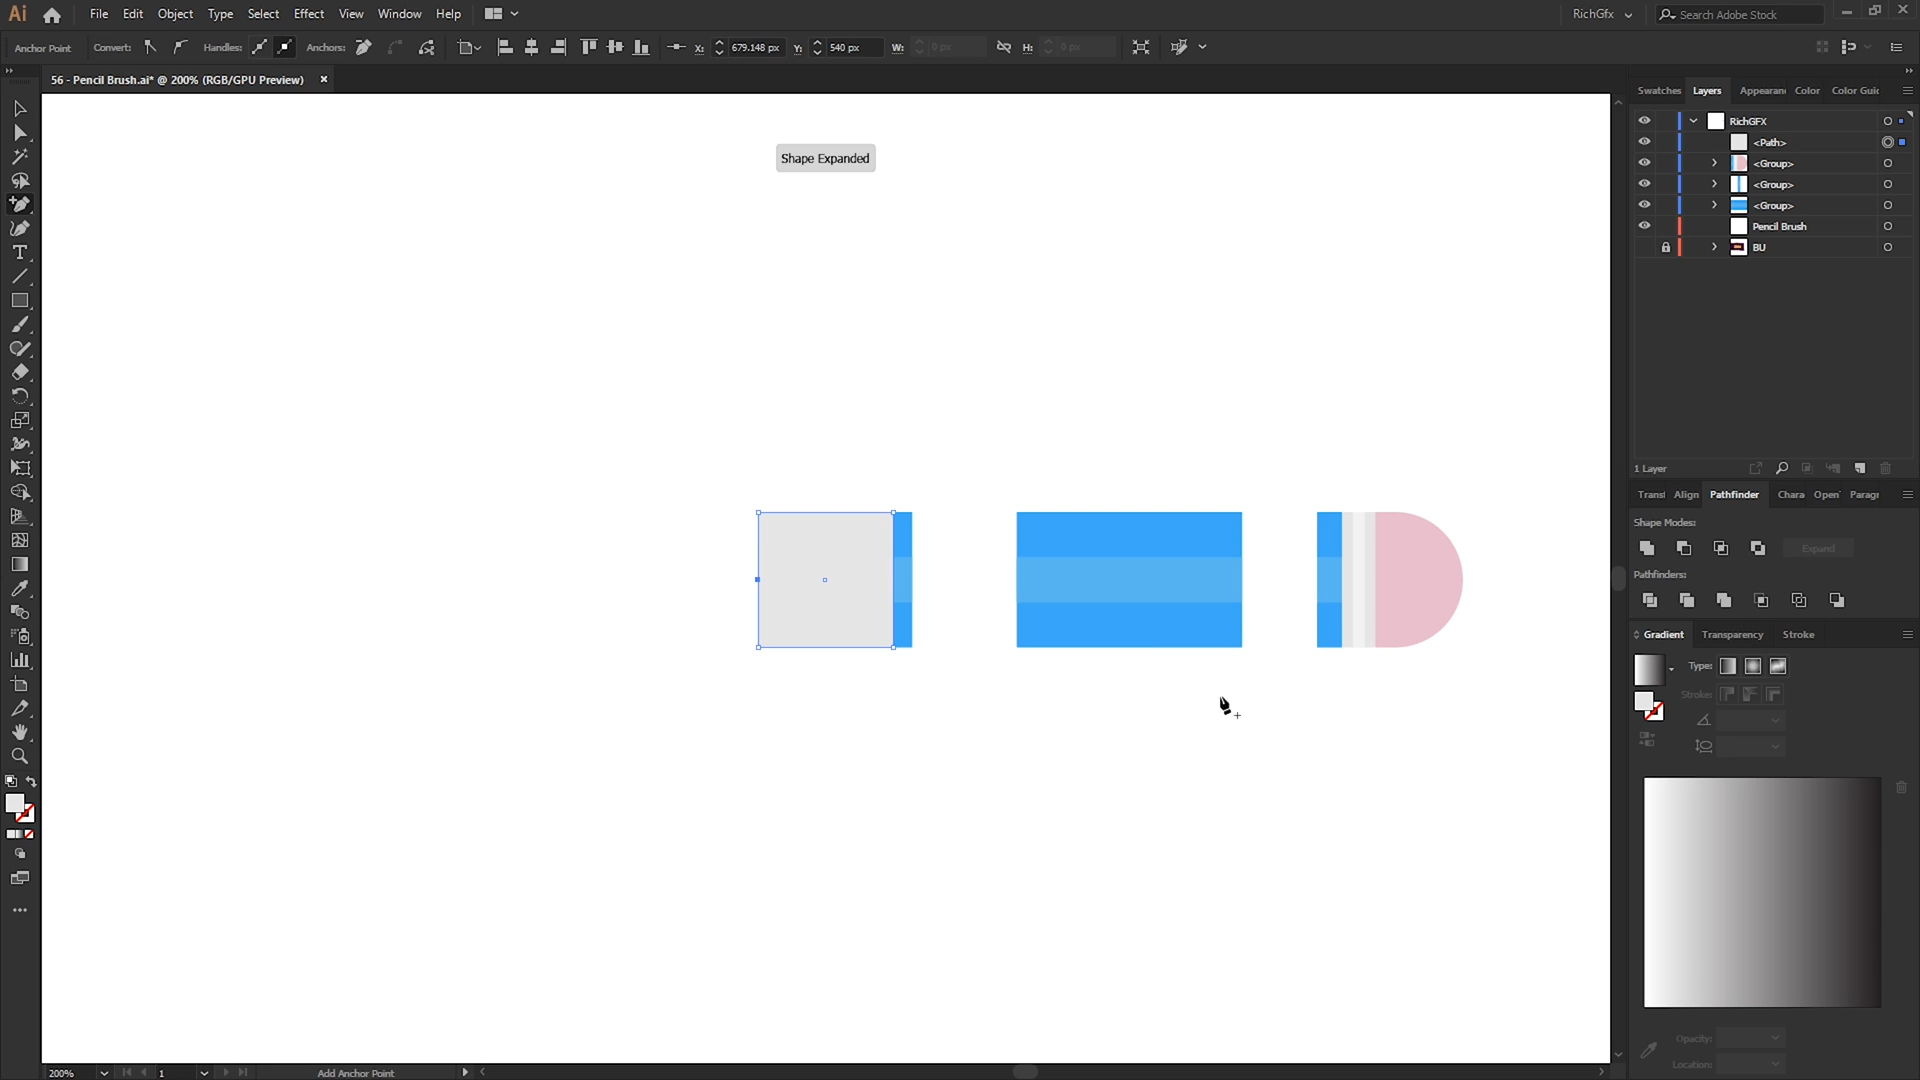 Ai File Edit Object Type Select Effect View Window Help RichGfx Search Adobe Stock
Anchor Point Convert: Handles: Anchors: X: 679.148 px Y: 540 px W: 0 px H: 0 px
56 - Pencil Brush.ai* @ 200% (RGB/GPU Preview) ×
Swatches Layers Appearan Color Color Guic
Shape Expanded
RichGFX
<Path>
<Group>
<Group>
<Group>
Pencil Brush
BU
1 Layer
Transf Align Pathfinder Chara Open Paragr
Shape Modes:
Expand
Pathfinders:
Gradient Transparency Stroke
Type:
Stroke:
Opacity:
Location:
200% 1 Add Anchor Point